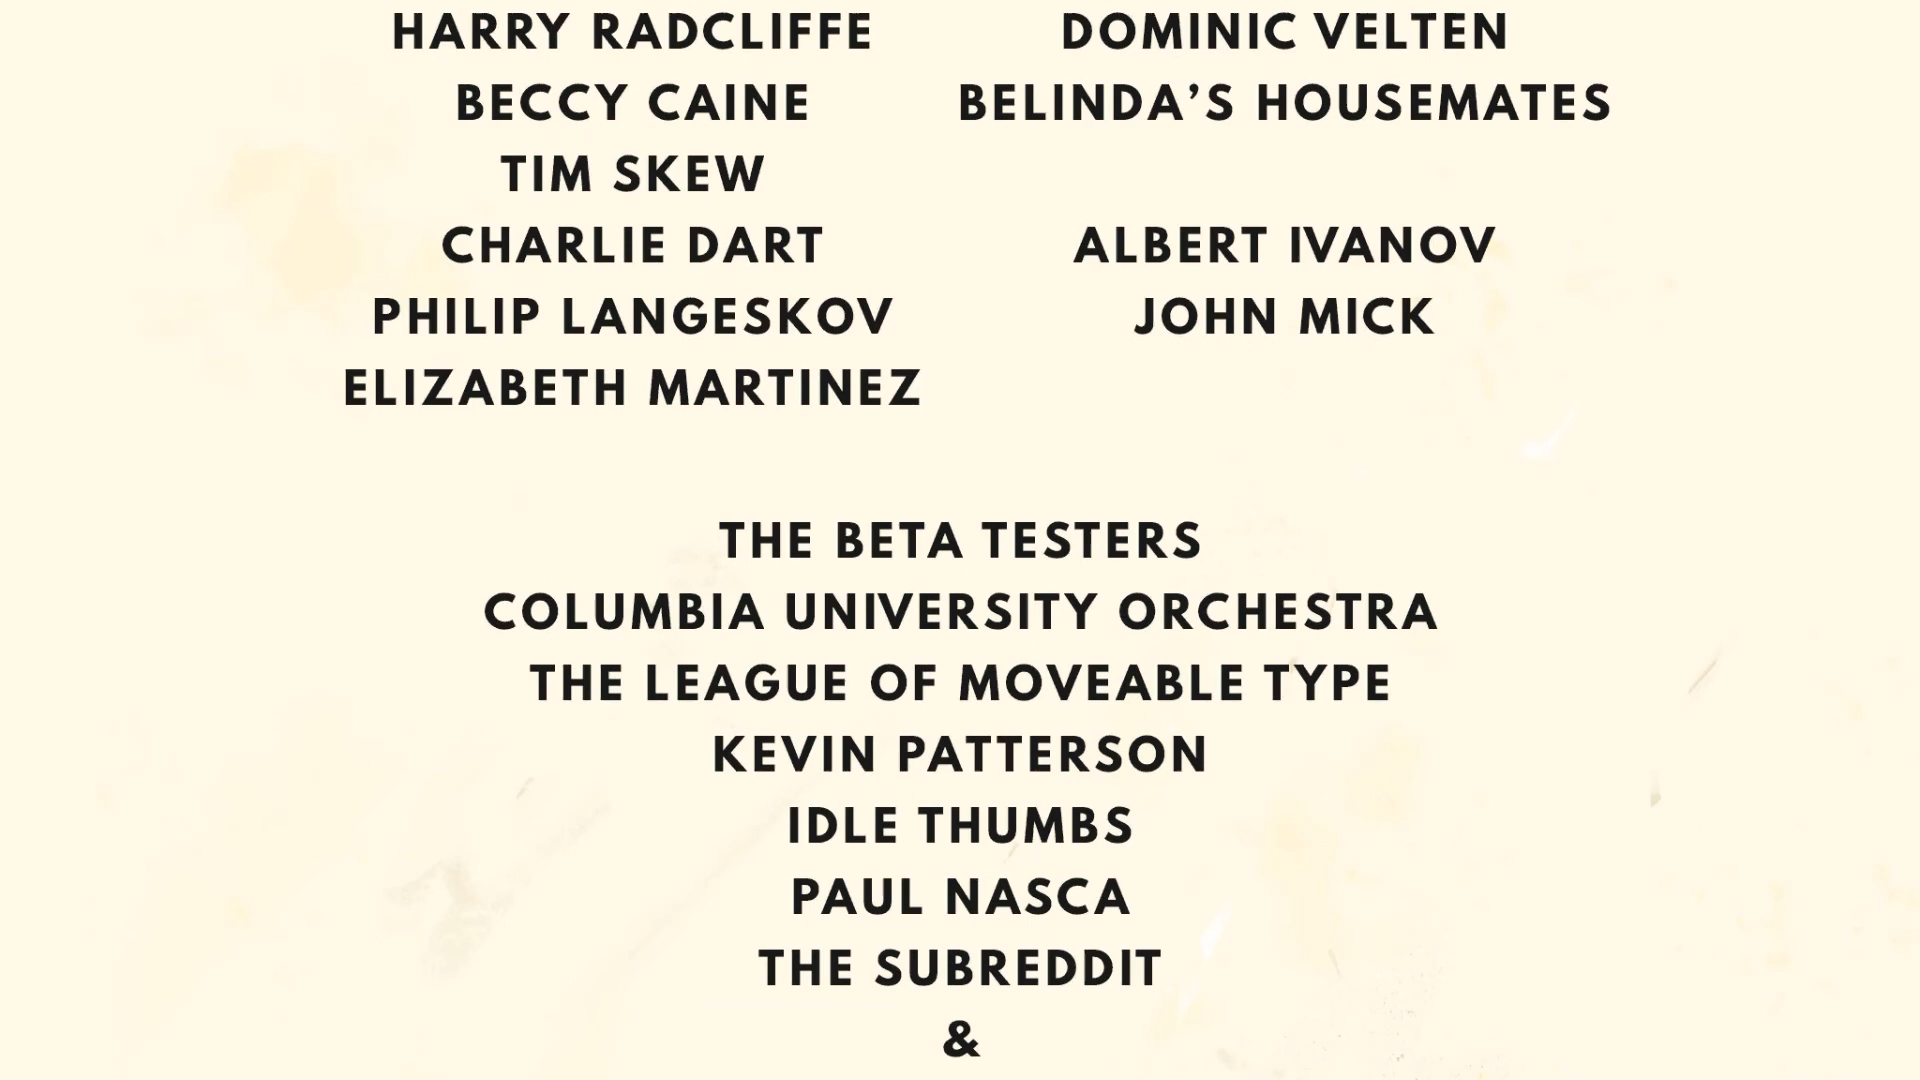 HARRY RADCLIFFE
BECCY CAINE
TIM SKEW
CHARLIE DART
PHILIP LANGESKOV
ELIZABETH MARTINEZ
DOMINIC VELTEN
BELINDA’S HOUSEMATES
ALBERT IVANOV
JOHN MICK
THE BETA TESTERS
COLUMBIA UNIVERSITY ORCHESTRA
THE LEAGUE OF MOVEABLE TYPE
KEVIN PATTERSON
IDLE THUMBS
PAUL NASCA
THE SUBREDDIT
&